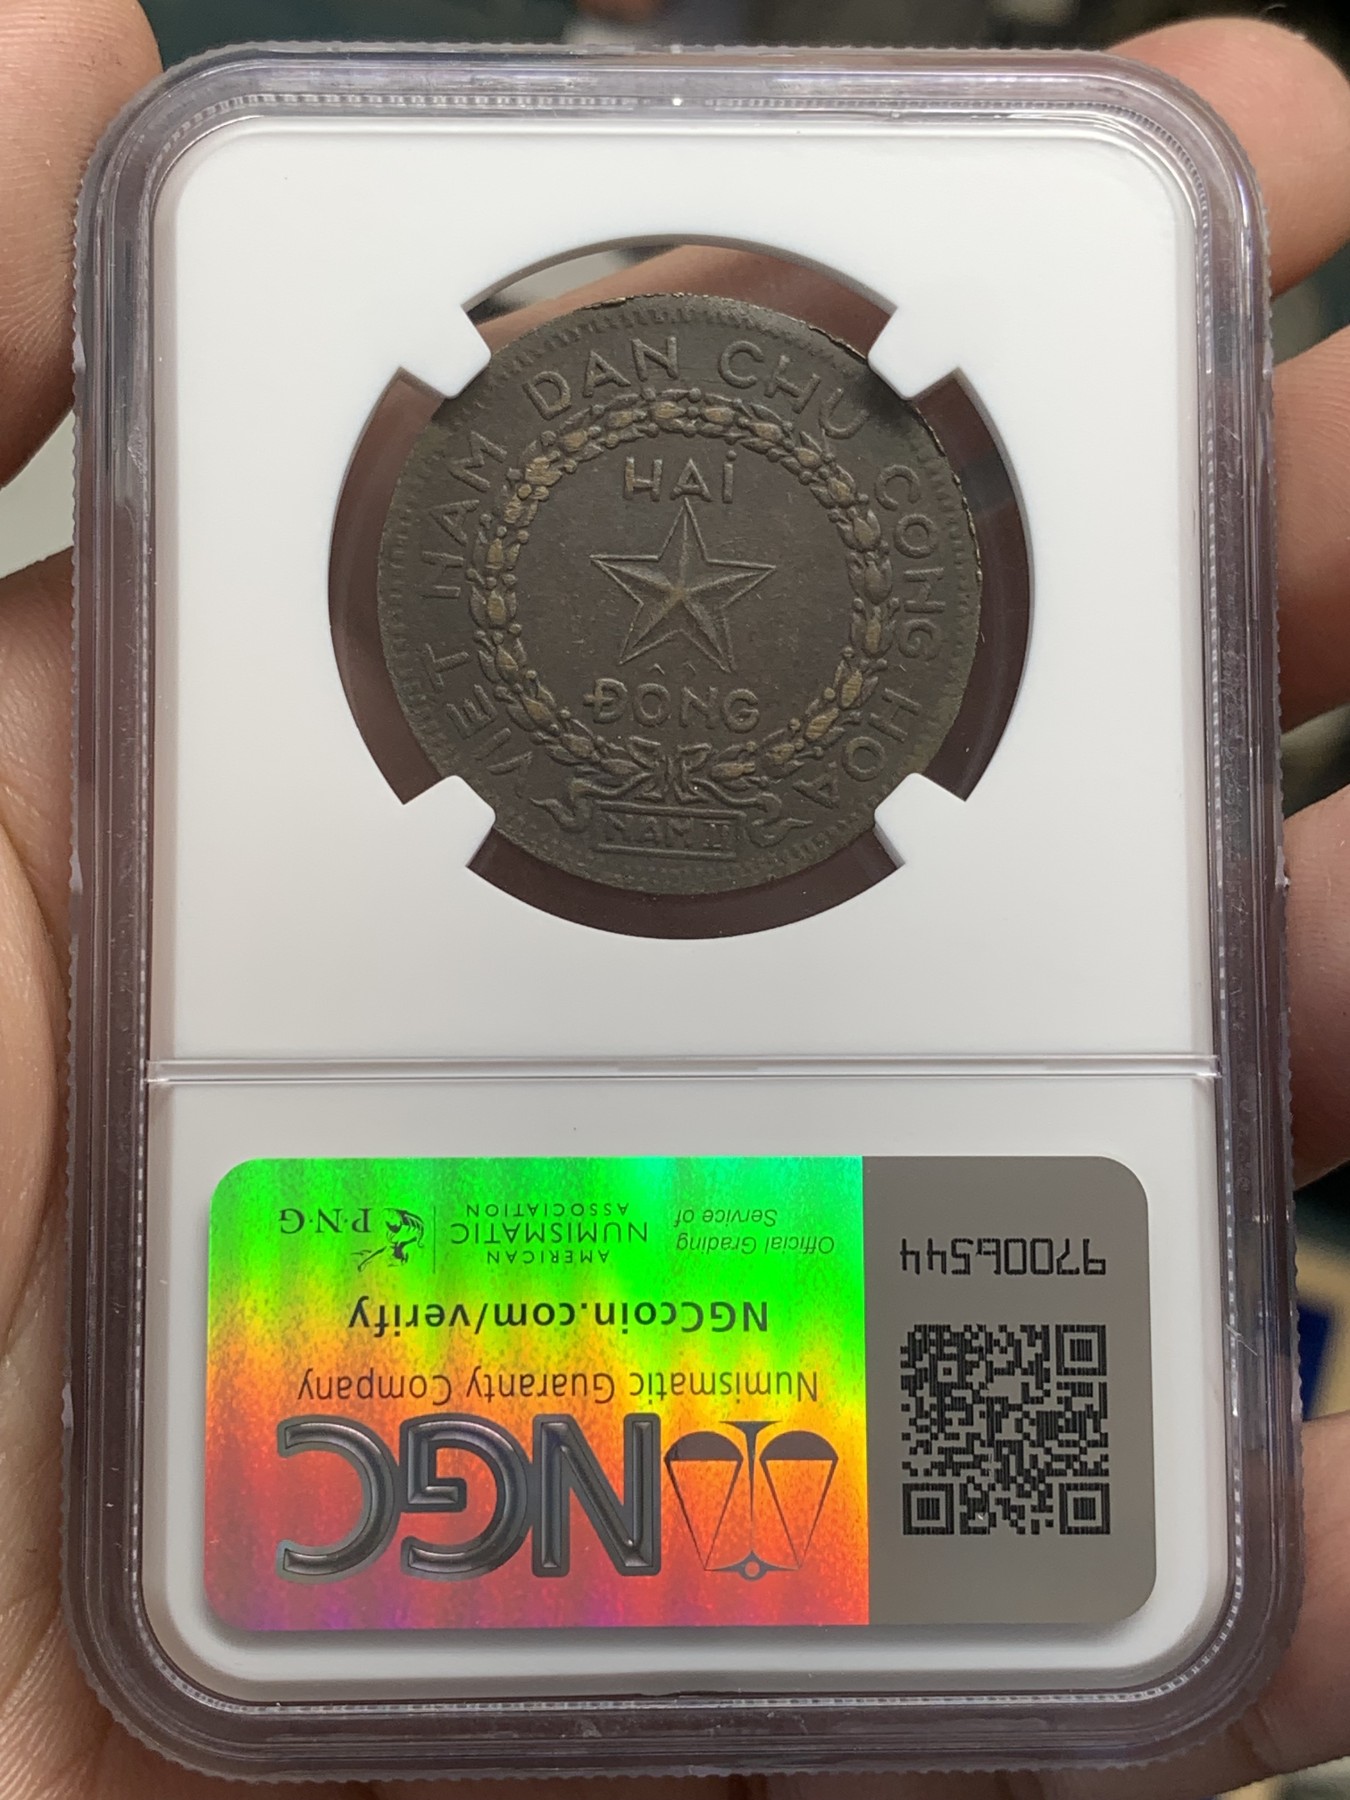 VIET NAM DAN CHU CONG HOA
HAI
ĐÔNG
NAM II
NGC
Numismatic Guaranty Company
NGCcoin.com/verify
Official Grading
Service of
AMERICAN
NUMISMATIC
ASSOCIATION
P·N·G
97006544